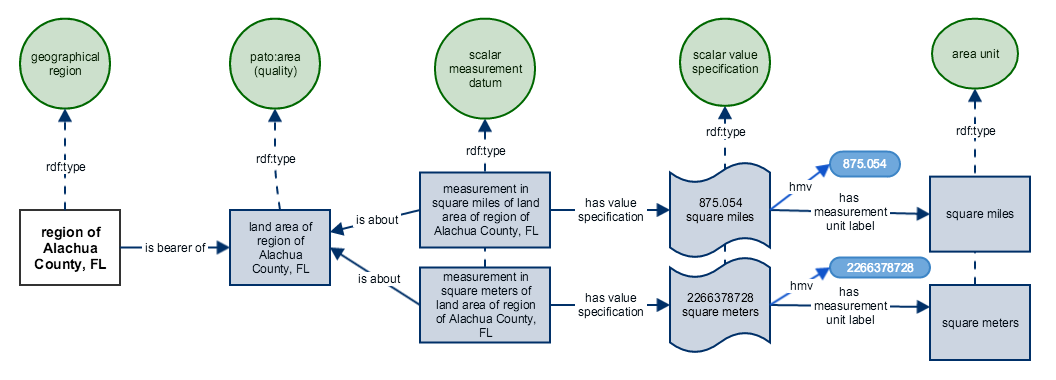 geographical
region
pato:area
(quality)
scalar
measurement
datum
scalar value
specification
area unit
rdf:type
rdf:type
rdf:type
rdf:type
rdf:type
region of
Alachua
County, FL
is bearer of
land area of
region of
Alachua
County, FL
is about
is about
measurement in
square miles of land
area of region of
Alachua County, FL
has value
specification
875.054
square miles
hmv
875.054
has
measurement
unit label
square miles
measurement in
square meters of
land area of region
of Alachua County,
FL
has value
specification
2266378728
square meters
hmv
2266378728
has
measurement
unit label
square meters